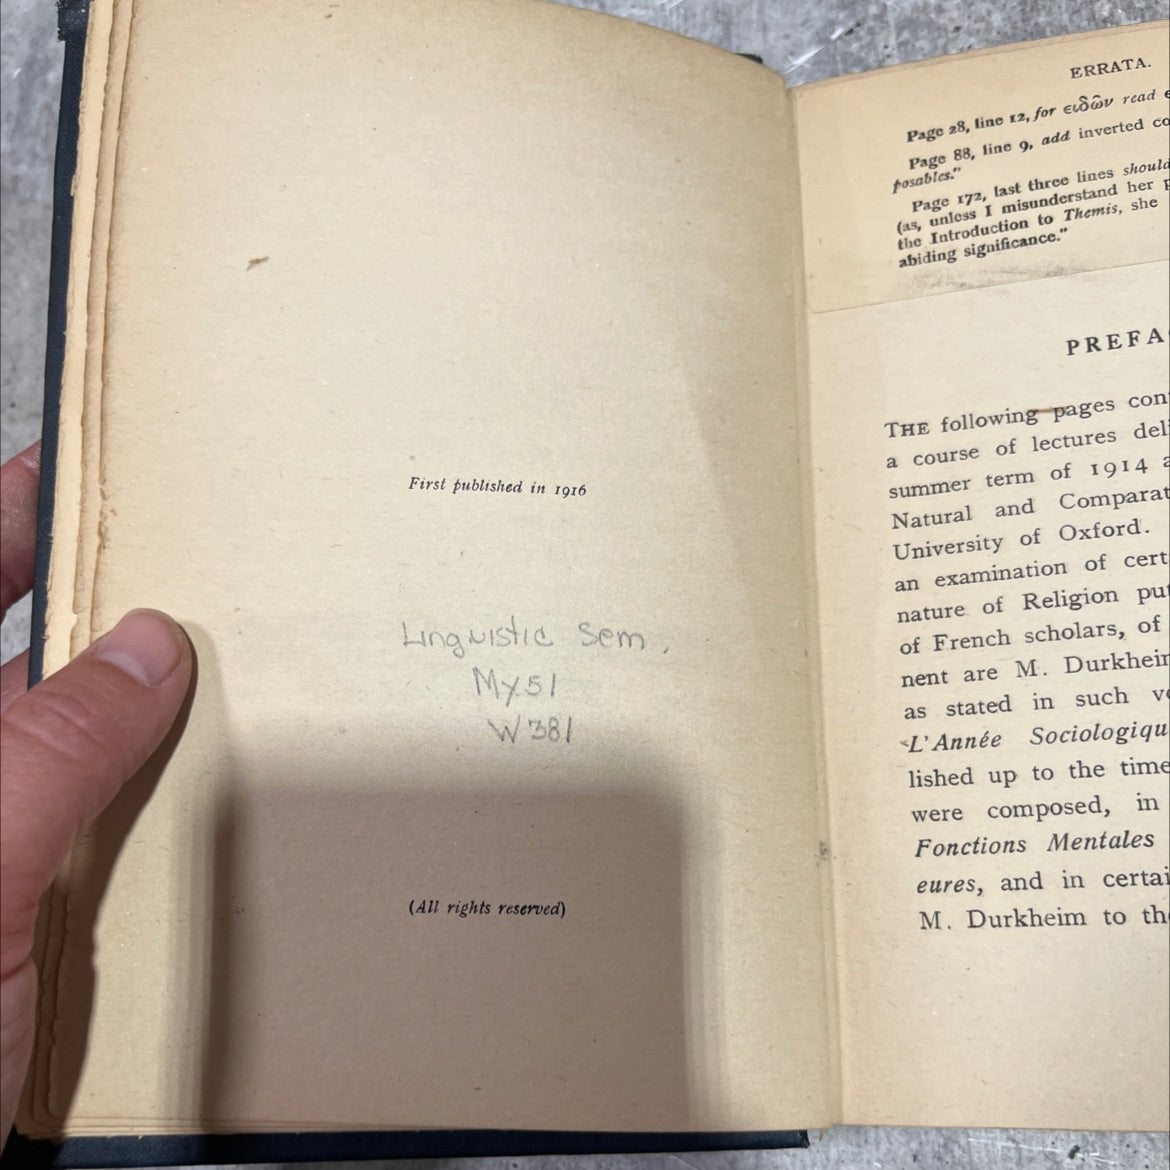 First published in 1916
Linguistic Sem.
My51
W381
(All rights reserved)
ERRATA.
Page 28, line 12, for ειδῶν read
Page 88, line 9, add inverted
posables."
Page 172, last three lines should
(as, unless I misunderstand her
the Introduction to Themis, she
abiding significance."
PREFA
THE following pages con
a course of lectures deli
summer term of 1914
Natural and Comparat
University of Oxford.
an examination of cert
nature of Religion put
of French scholars, of
nent are M. Durkheim
as stated in such
L'Année Sociologiqu
lished up to the time
were composed, in
Fonctions Mentales
eures, and in certai
M. Durkheim to th